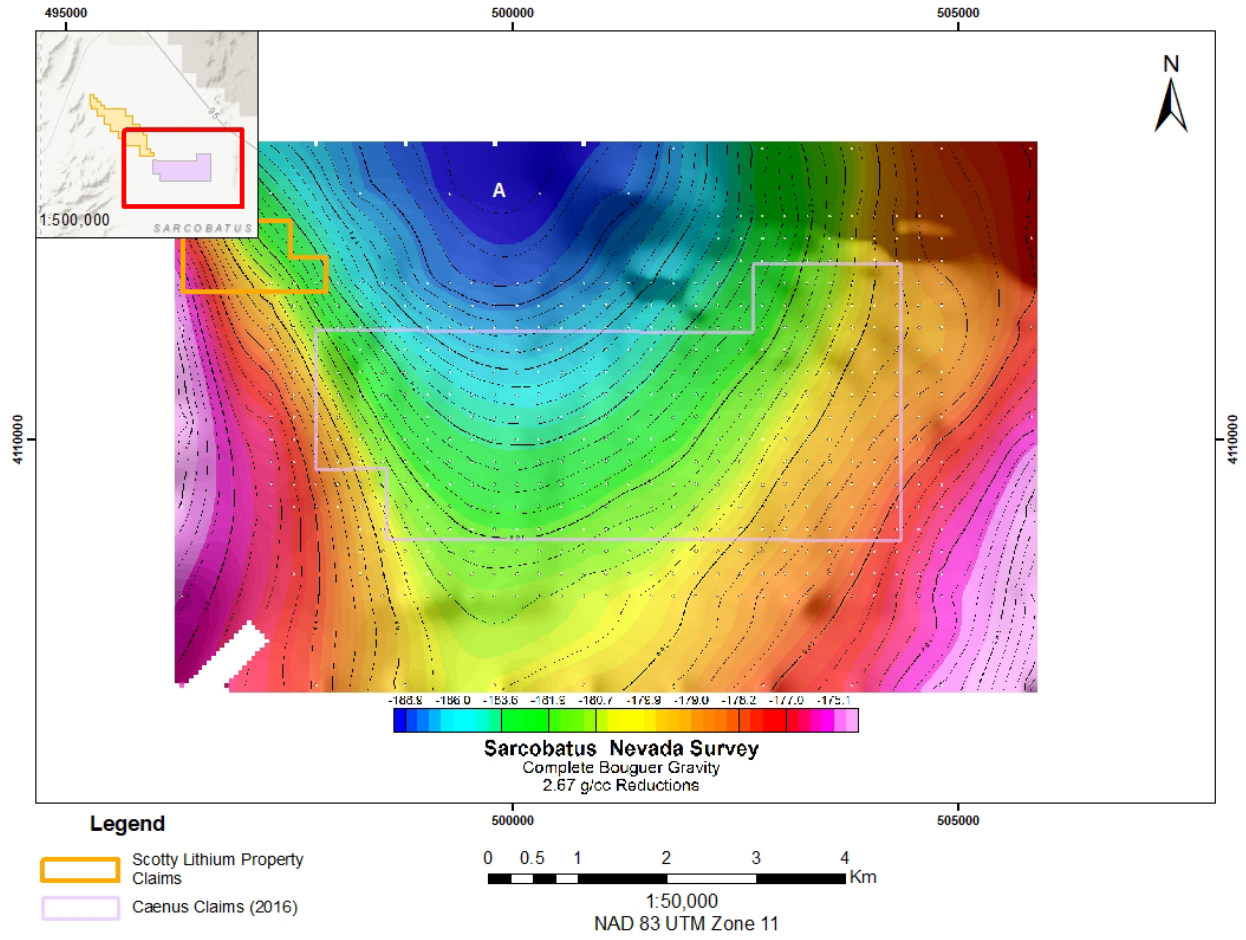 495000
500000
505000
N
A
1:500,000
SARCOBATUS
4110000
4110000
-188.9 -186.0 -183.6 -181.9 -180.7 -179.9 -179.0 -178.2 -177.0 -175.1
Sarcobatus Nevada Survey
Complete Bouguer Gravity
2.67 g/cc Reductions
500000
505000
Legend
Scotty Lithium Property
Claims
Caenus Claims (2016)
0 0.5 1 2 3 4
Km
1:50,000
NAD 83 UTM Zone 11